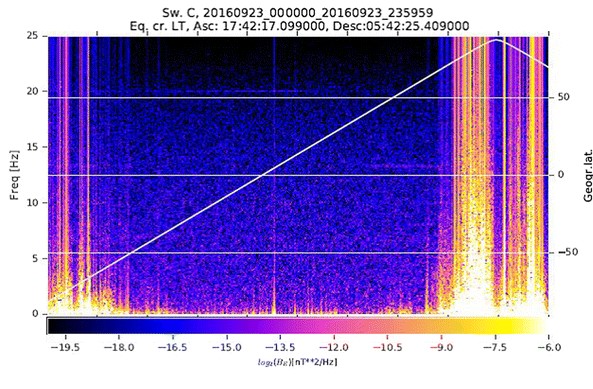 Sw. C, 20160923_000000_20160923_235959
Eq. cr. LT, Asc: 17:42:17.099000, Desc:05:42:25.409000
25
20
15
10
5
0
Freq [Hz]
50
0
−50
Geogr.lat.
−19.5 −18.0 −16.5 −15.0 −13.5 −12.0 −10.5 −9.0 −7.5 −6.0
[nT**2/Hz]